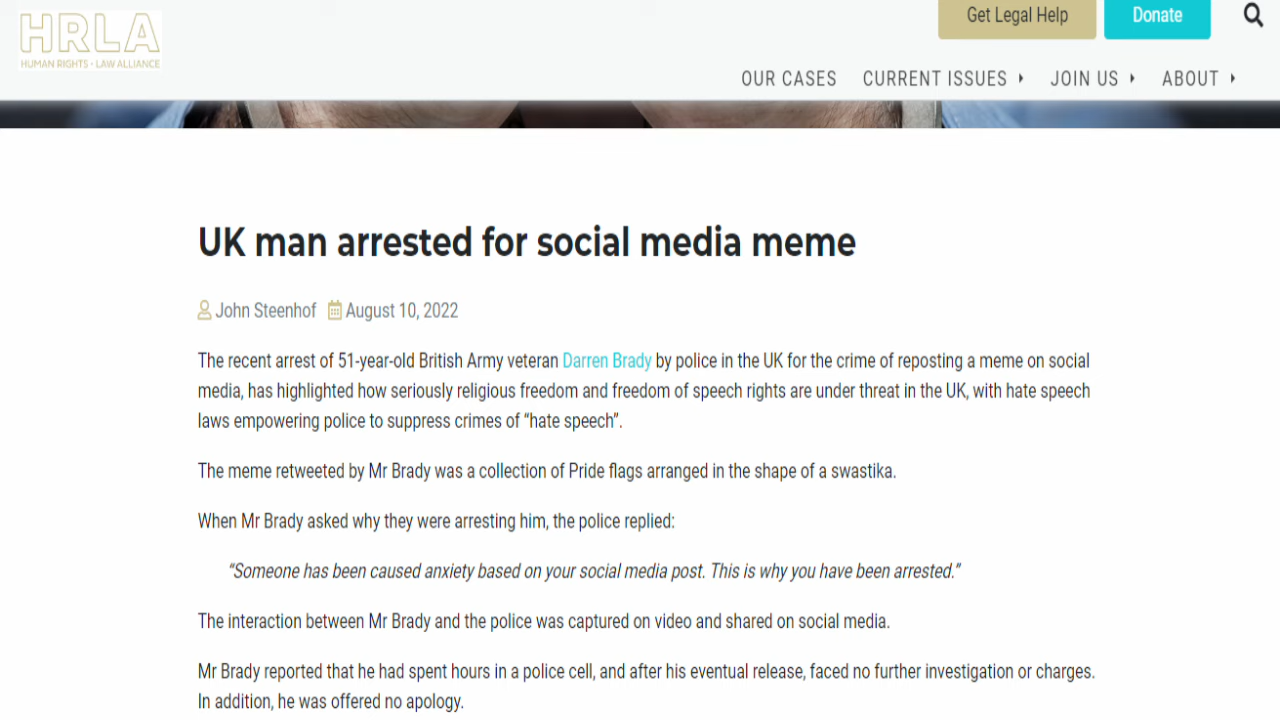 HRLA
HUMAN RIGHTS • LAW ALLIANCE
Get Legal Help
Donate
OUR CASES
CURRENT ISSUES
JOIN US
ABOUT
UK man arrested for social media meme
John Steenhof August 10, 2022
The recent arrest of 51-year-old British Army veteran Darren Brady by police in the UK for the crime of reposting a meme on social
media, has highlighted how seriously religious freedom and freedom of speech rights are under threat in the UK, with hate speech
laws empowering police to suppress crimes of “hate speech”.
The meme retweeted by Mr Brady was a collection of Pride flags arranged in the shape of a swastika.
When Mr Brady asked why they were arresting him, the police replied:
“Someone has been caused anxiety based on your social media post. This is why you have been arrested.”
The interaction between Mr Brady and the police was captured on video and shared on social media.
Mr Brady reported that he had spent hours in a police cell, and after his eventual release, faced no further investigation or charges.
In addition, he was offered no apology.